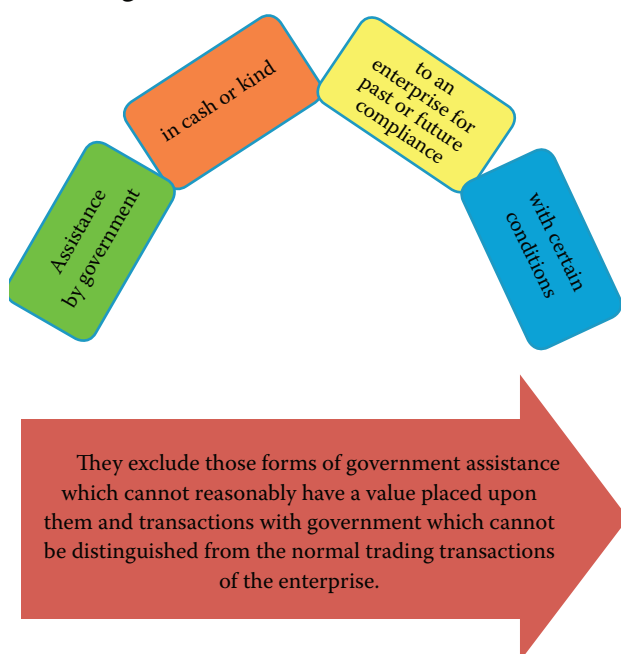 Assistance
by government
in cash or kind
to an
enterprise for
past or future
compliance
with certain
conditions
They exclude those forms of government assistance
which cannot reasonably have a value placed upon
them and transactions with government which cannot
be distinguished from the normal trading transactions
of the enterprise.